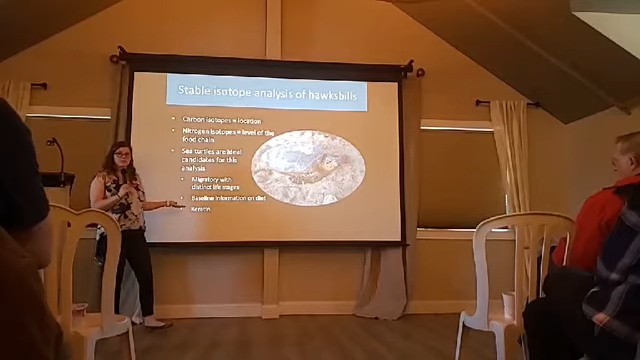 Stable isotope analysis of hawksbills
• Carbon isotopes = location
• Nitrogen isotopes = level of the
food chain
• Sea turtles are ideal
candidates for this
analysis
• Migratory with
distinct life stages
• Baseline information on diet
• Keratin